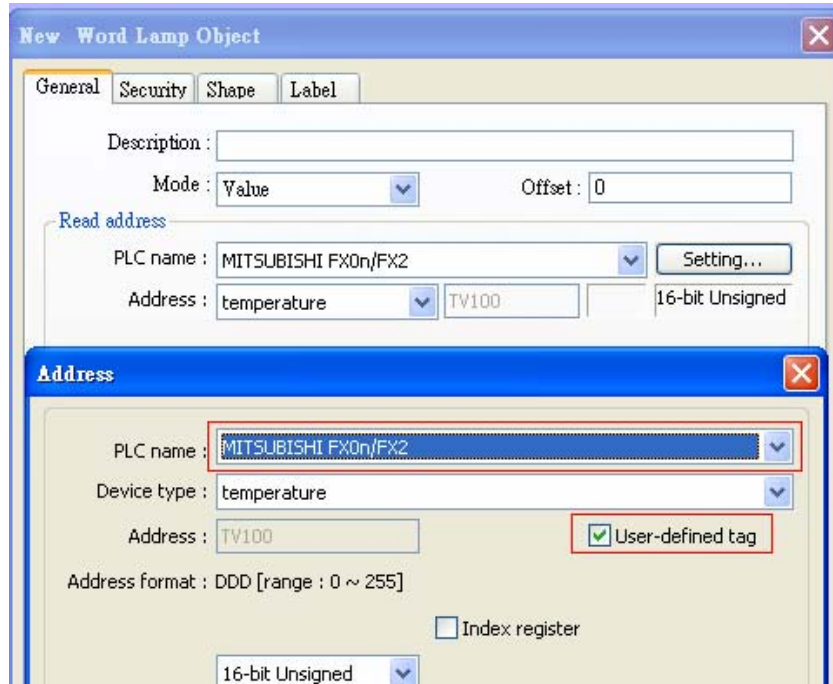 New Word Lamp Object
General Security Shape Label
Description :
Mode : Value Offset : 0
Read address
PLC name : MITSUBISHI FX0n/FX2 Setting...
Address : temperature TV100 16-bit Unsigned
Address
PLC name : MITSUBISHI FX0n/FX2
Device type : temperature
Address : TV100 User-defined tag
Address format : DDD [range : 0 ~ 255]
Index register
16-bit Unsigned